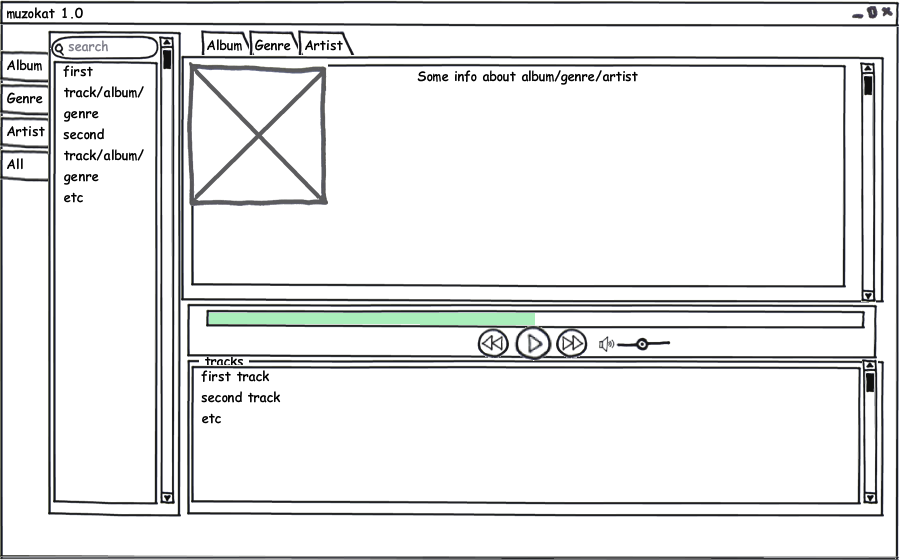 muzokat 1.0
search
Album
Genre
Artist
All
first
track/album/
genre
second
track/album/
genre
etc
Album
Genre
Artist
Some info about album/genre/artist
tracks
first track
second track
etc